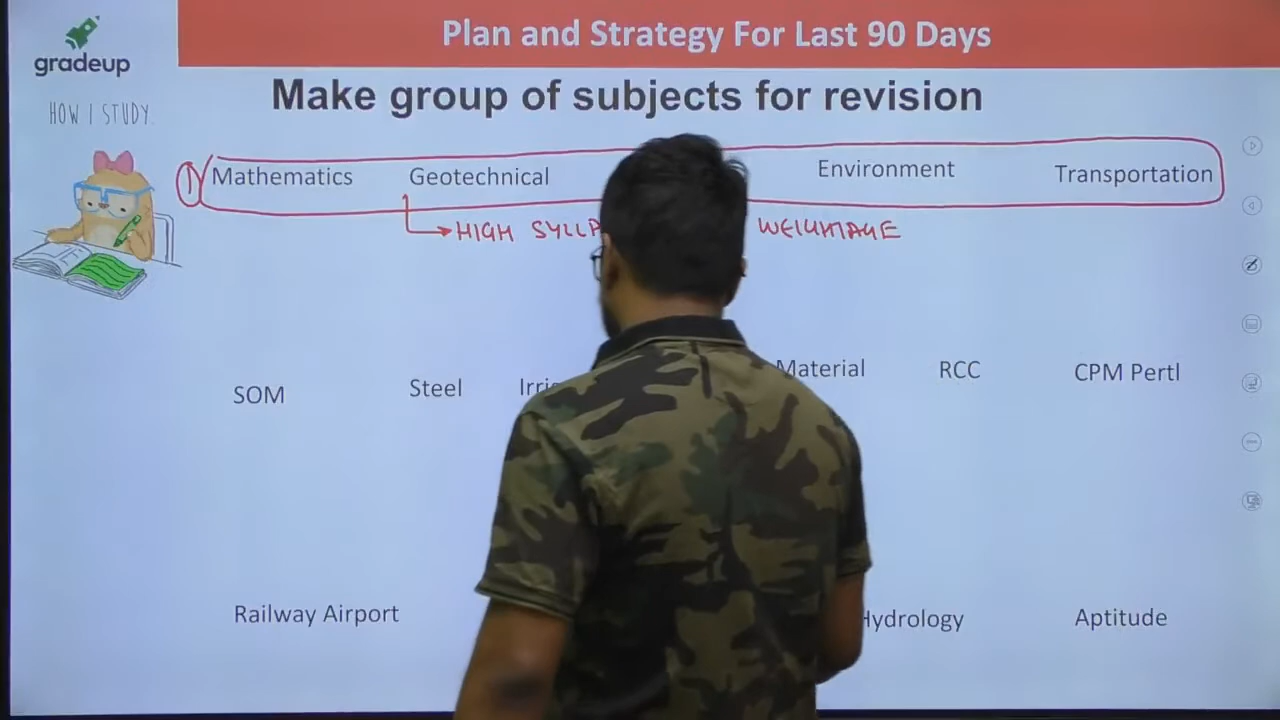 Plan and Strategy For Last 90 Days
gradeup
Make group of subjects for revision
HOW I STUDY.
1 Mathematics Geotechnical Environment Transportation
HIGH WEIGHTAGE
SOM Steel Material RCC CPM Pertl
Railway Airport Hydrology Aptitude